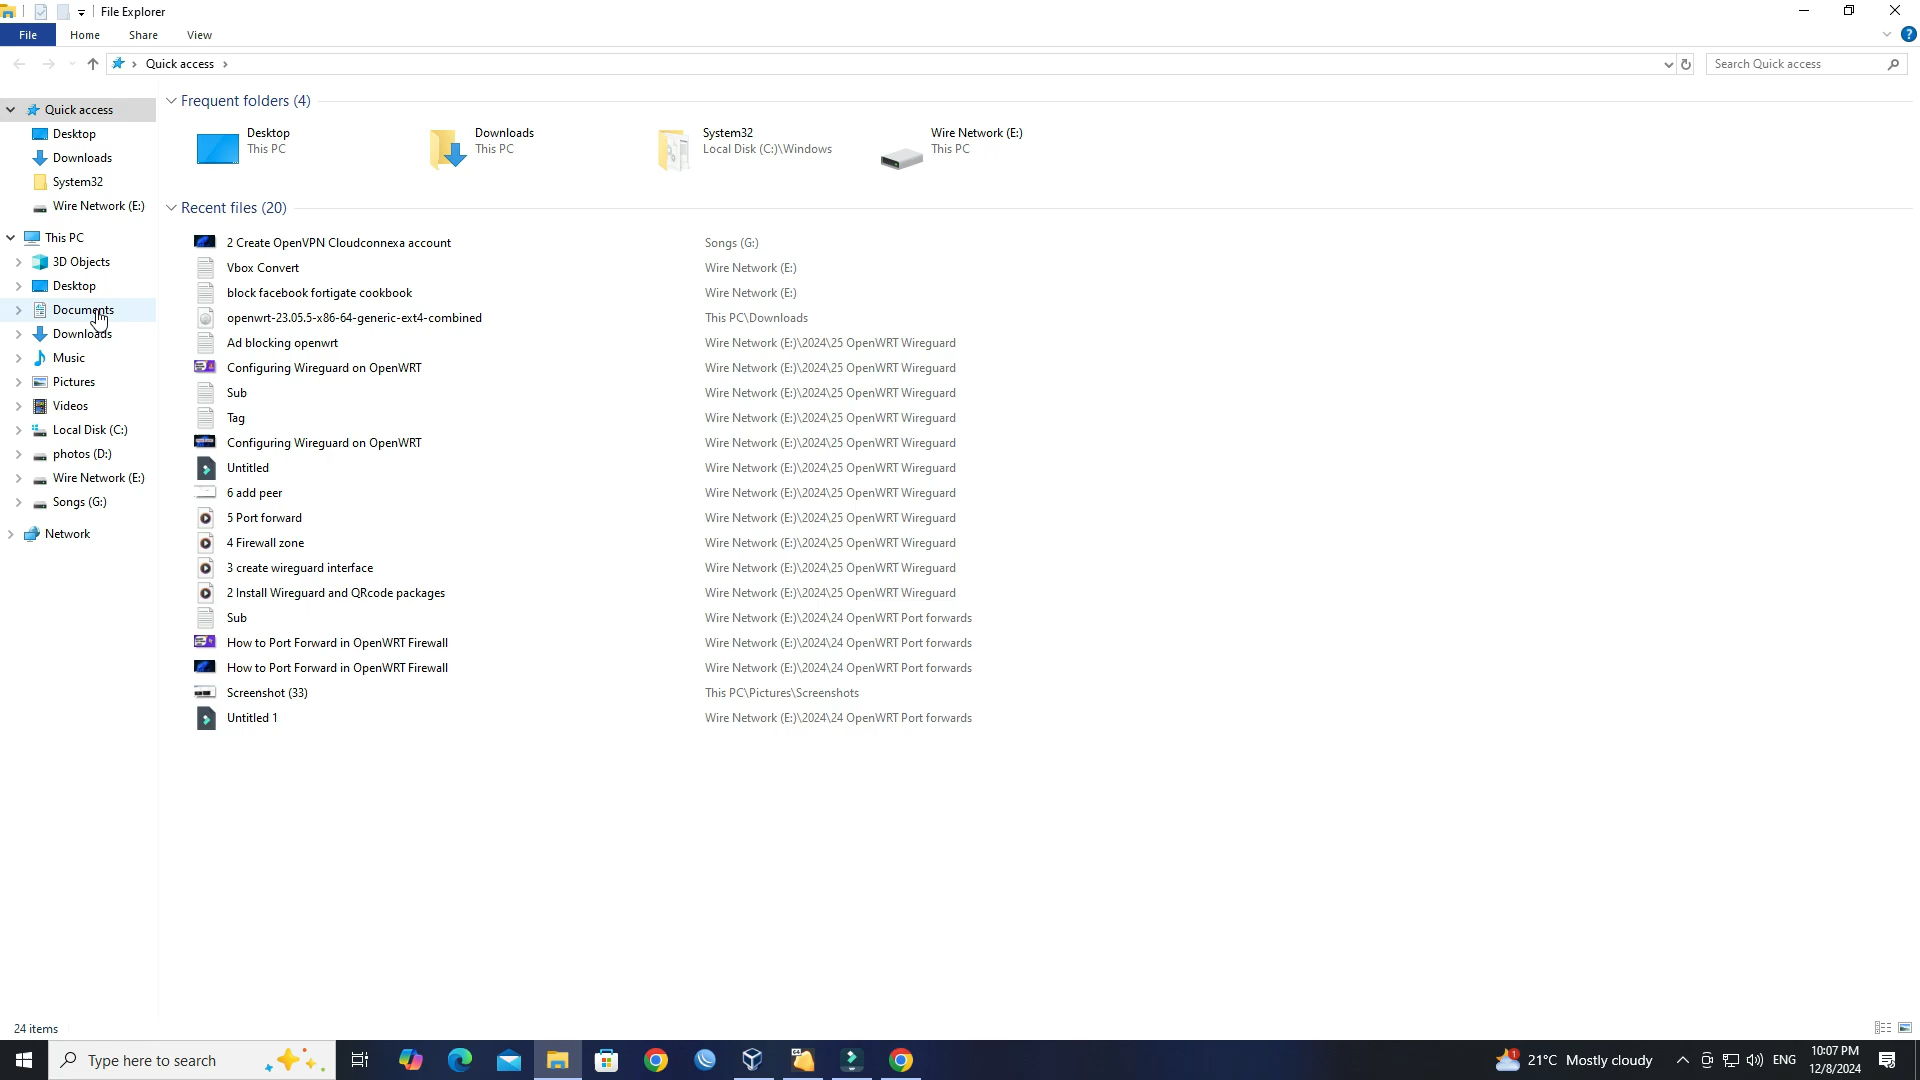 File Explorer
File Home Share View
Quick access
Search Quick access
Quick access
Desktop
Downloads
System32
Wire Network (E:)
This PC
3D Objects
Desktop
Documents
Downloads
Music
Pictures
Videos
Local Disk (C:)
photos (D:)
Wire Network (E:)
Songs (G:)
Network
Frequent folders (4)
Desktop
This PC
Downloads
This PC
System32
Local Disk (C:)\Windows
Wire Network (E:)
This PC
Recent files (20)
2 Create OpenVPN Cloudconnexa account Songs (G:)
Vbox Convert Wire Network (E:)
block facebook fortigate cookbook Wire Network (E:)
openwrt-23.05.5-x86-64-generic-ext4-combined This PC\Downloads
Ad blocking openwrt Wire Network (E:)\2024\25 OpenWRT Wireguard
Configuring Wireguard on OpenWRT Wire Network (E:)\2024\25 OpenWRT Wireguard
Sub Wire Network (E:)\2024\25 OpenWRT Wireguard
Tag Wire Network (E:)\2024\25 OpenWRT Wireguard
Configuring Wireguard on OpenWRT Wire Network (E:)\2024\25 OpenWRT Wireguard
Untitled Wire Network (E:)\2024\25 OpenWRT Wireguard
6 add peer Wire Network (E:)\2024\25 OpenWRT Wireguard
5 Port forward Wire Network (E:)\2024\25 OpenWRT Wireguard
4 Firewall zone Wire Network (E:)\2024\25 OpenWRT Wireguard
3 create wireguard interface Wire Network (E:)\2024\25 OpenWRT Wireguard
2 Install Wireguard and QRcode packages Wire Network (E:)\2024\25 OpenWRT Wireguard
Sub Wire Network (E:)\2024\24 OpenWRT Port forwards
How to Port Forward in OpenWRT Firewall Wire Network (E:)\2024\24 OpenWRT Port forwards
How to Port Forward in OpenWRT Firewall Wire Network (E:)\2024\24 OpenWRT Port forwards
Screenshot (33) This PC\Pictures\Screenshots
Untitled 1 Wire Network (E:)\2024\24 OpenWRT Port forwards
24 items
Type here to search
1
21°C Mostly cloudy
ENG
10:07 PM
12/8/2024